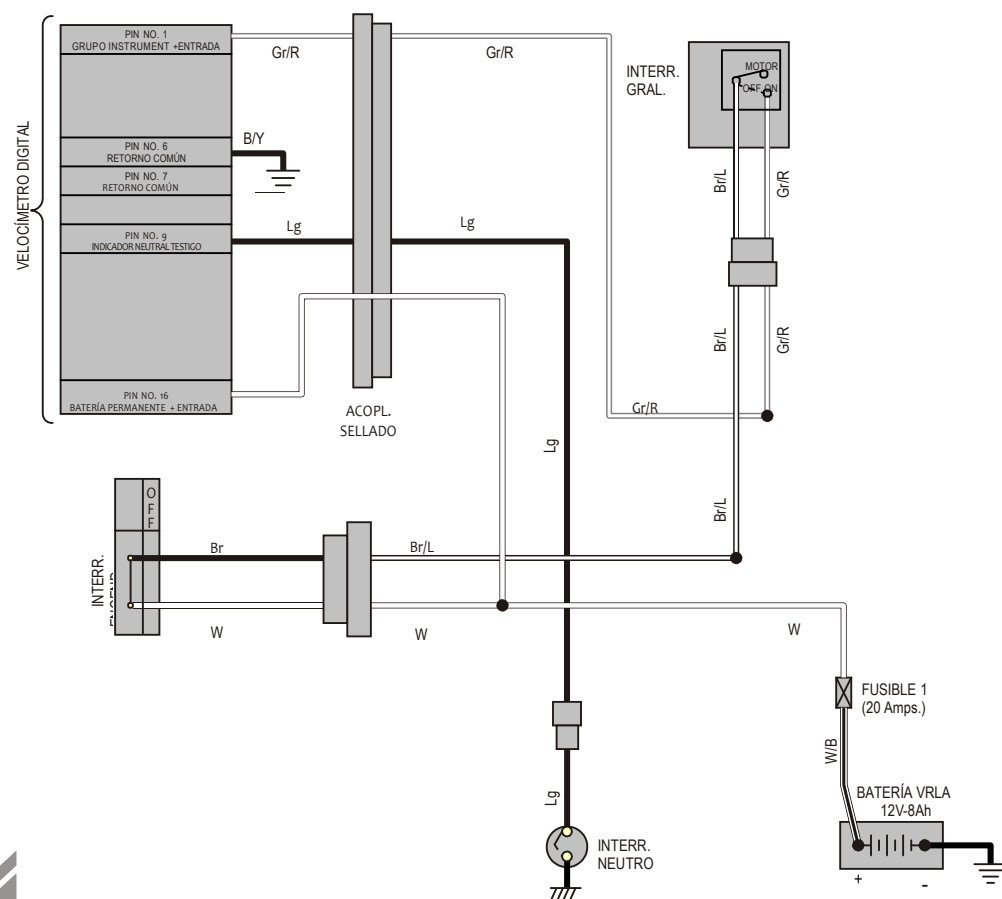 VELOCÍMETRO DIGITAL
PIN NO. 1
GRUPO INSTRUMENT +ENTRADA
PIN NO. 6
RETORNO COMÚN
PIN NO. 7
RETORNO COMÚN
PIN NO. 9
INDICADOR NEUTRAL TESTIGO
PIN NO. 16
BATERÍA PERMANENTE + ENTRADA
Gr/R
Gr/R
B/Y
Lg
Lg
ACOPL.
SELLADO
INTERR.
GRAL.
MOTOR
OFF ON
Br/L
Gr/R
Br/L
Gr/R
Gr/R
Lg
Br/L
OFF
INTERR.
Br
Br/L
W
W
W
FUSIBLE 1
(20 Amps.)
W/B
BATERÍA VRLA
12V-8Ah
+
-
Lg
INTERR.
NEUTRO